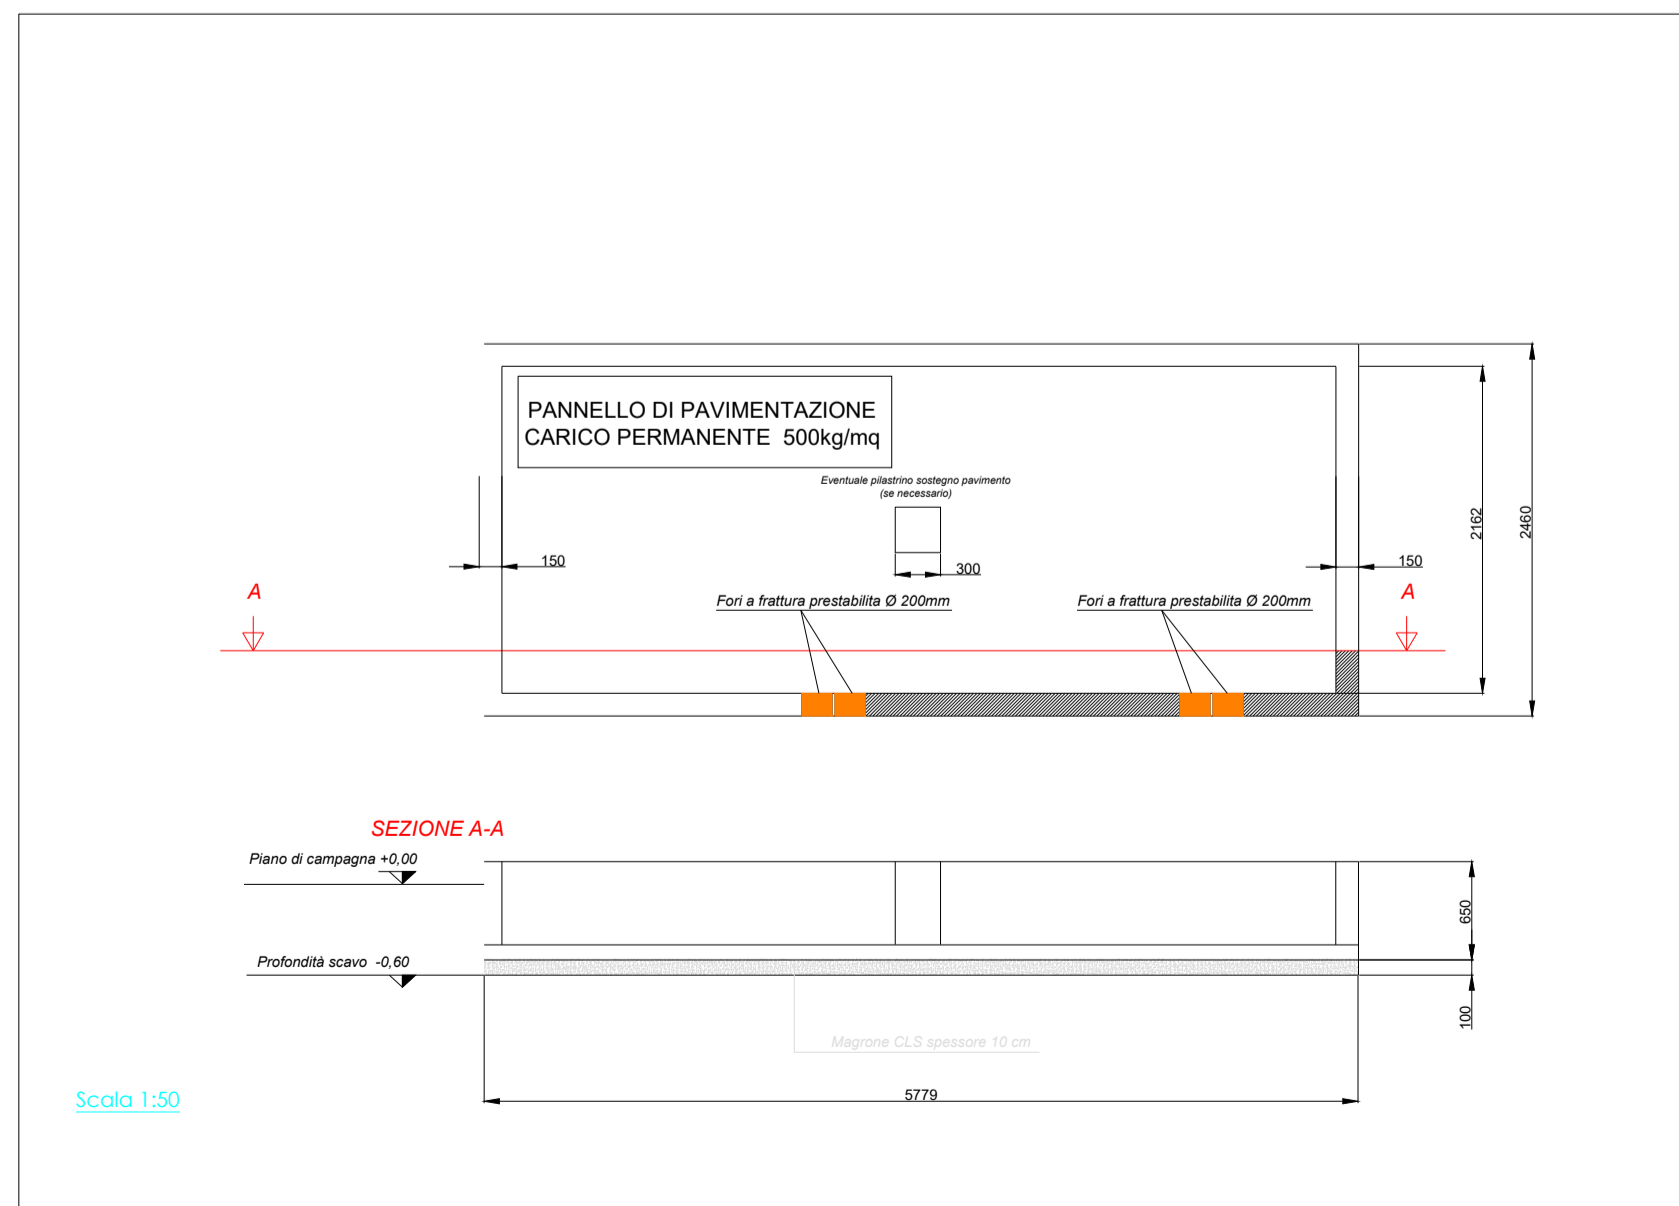 PANNELLO DI PAVIMENTAZIONE
CARICO PERMANENTE 500kg/mq
Eventuale pilastrino sostegno pavimento
(se necessario)
2162
2460
150
300
150
A
Fori a frattura prestabilita Ø 200mm
Fori a frattura prestabilita Ø 200mm
A
SEZIONE A-A
Piano di campagna +0,00
650
Profondità scavo -0,60
100
Magrone CLS spessore 10 cm
5779
Scala 1:50